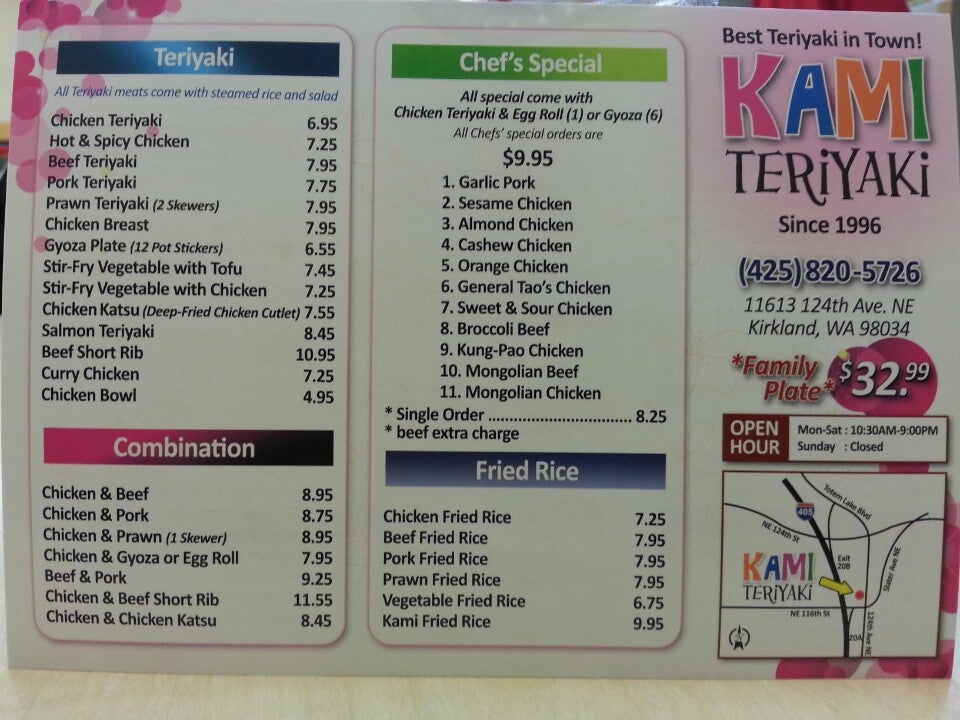 Teriyaki
All Teriyaki meats come with steamed rice and salad
Chicken Teriyaki 6.95
Hot & Spicy Chicken 7.25
Beef Teriyaki 7.95
Pork Teriyaki 7.75
Prawn Teriyaki (2 Skewers) 7.95
Chicken Breast 7.95
Gyoza Plate (12 Pot Stickers) 6.55
Stir-Fry Vegetable with Tofu 7.45
Stir-Fry Vegetable with Chicken 7.25
Chicken Katsu (Deep-Fried Chicken Cutlet) 7.55
Salmon Teriyaki 8.45
Beef Short Rib 10.95
Curry Chicken 7.25
Chicken Bowl 4.95
Combination
Chicken & Beef 8.95
Chicken & Pork 8.75
Chicken & Prawn (1 Skewer) 8.95
Chicken & Gyoza or Egg Roll 7.95
Beef & Pork 9.25
Chicken & Beef Short Rib 11.55
Chicken & Chicken Katsu 8.45
Chef's Special
All special come with
Chicken Teriyaki & Egg Roll (1) or Gyoza (6)
All Chefs' special orders are
$9.95
1. Garlic Pork
2. Sesame Chicken
3. Almond Chicken
4. Cashew Chicken
5. Orange Chicken
6. General Tao's Chicken
7. Sweet & Sour Chicken
8. Broccoli Beef
9. Kung-Pao Chicken
10. Mongolian Beef
11. Mongolian Chicken
* Single Order ................................ 8.25
* beef extra charge
Fried Rice
Chicken Fried Rice 7.25
Beef Fried Rice 7.95
Pork Fried Rice 7.95
Prawn Fried Rice 7.95
Vegetable Fried Rice 6.75
Kami Fried Rice 9.95
Best Teriyaki in Town!
KAMI
TERiYAKi
Since 1996
(425)820-5726
11613 124th Ave. NE
Kirkland, WA 98034
*Family
Plate*
$32.99
OPEN
HOUR
Mon-Sat : 10:30AM-9:00PM
Sunday : Closed
Totem Lake Blvd
405
NE 124th St
Exit
20B
Slater Ave NE
KAMI
TERiYAKi
NE 116th St
124th Ave NE
20A
N